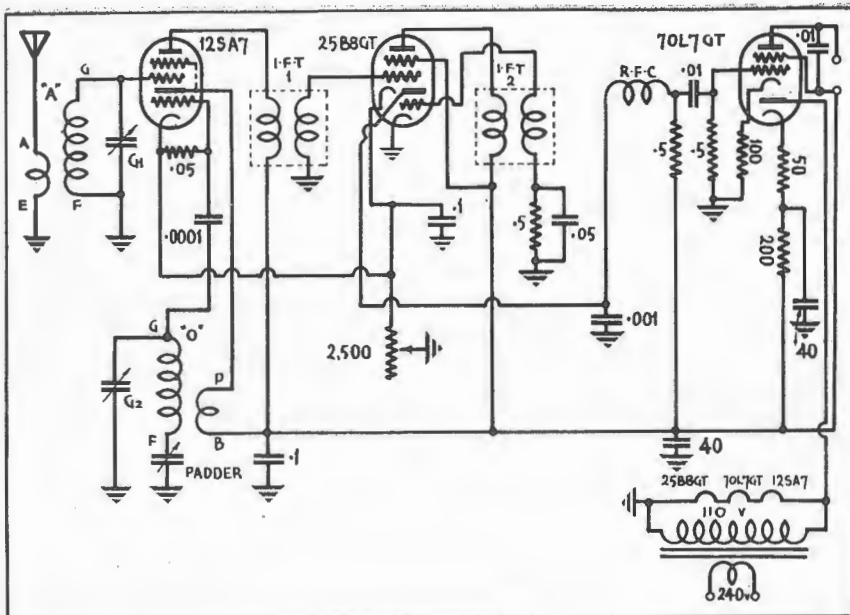 12SA7
25B8GT
70L7GT
.01
I.F.T
1
I.F.T
2
R.F.C
.01
"A"
G
A
G1
E
F
.05
.5
.5
100
50
.0001
.1
.5
.05
200
G
"O"
2,500
.001
40
G2
P
F
B
PADDER
.1
40
25B8GT 70L7GT 12SA7
110 V
240v